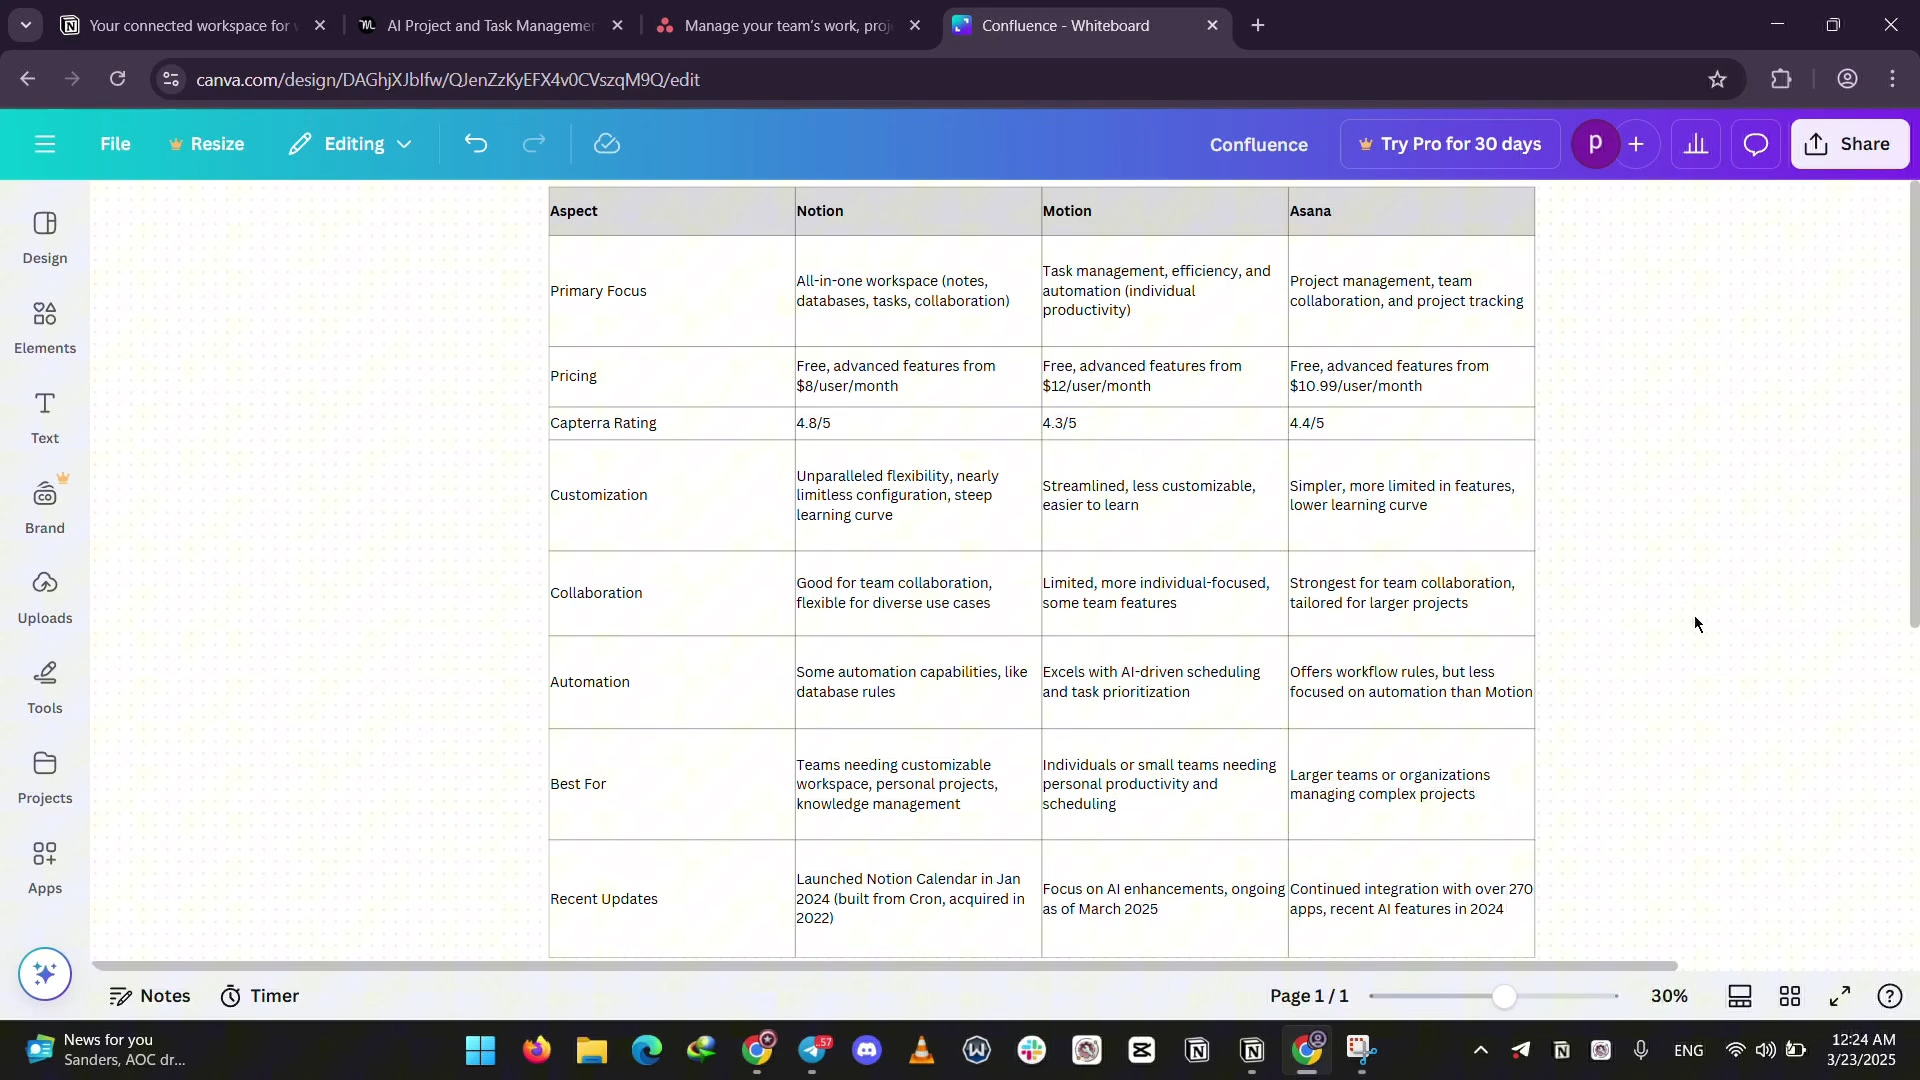 Your connected workspace for
AI Project and Task Managemen
Manage your team's work, proj
Confluence - Whiteboard
canva.com/design/DAGhjXJbIfw/QJenZzKyEFX4v0CVszqM9Q/edit
File
Resize
Editing
Confluence
Try Pro for 30 days
p
Share
Design
Elements
Text
Brand
Uploads
Tools
Projects
Apps
Aspect
Notion
Motion
Asana
Primary Focus
All-in-one workspace (notes,
databases, tasks, collaboration)
Task management, efficiency, and
automation (individual
productivity)
Project management, team
collaboration, and project tracking
Pricing
Free, advanced features from
$8/user/month
Free, advanced features from
$12/user/month
Free, advanced features from
$10.99/user/month
Capterra Rating
4.8/5
4.3/5
4.4/5
Customization
Unparalleled flexibility, nearly
limitless configuration, steep
learning curve
Streamlined, less customizable,
easier to learn
Simpler, more limited in features,
lower learning curve
Collaboration
Good for team collaboration,
flexible for diverse use cases
Limited, more individual-focused,
some team features
Strongest for team collaboration,
tailored for larger projects
Automation
Some automation capabilities, like
database rules
Excels with AI-driven scheduling
and task prioritization
Offers workflow rules, but less
focused on automation than Motion
Best For
Teams needing customizable
workspace, personal projects,
knowledge management
Individuals or small teams needing
personal productivity and
scheduling
Larger teams or organizations
managing complex projects
Recent Updates
Launched Notion Calendar in Jan
2024 (built from Cron, acquired in
2022)
Focus on AI enhancements, ongoing
as of March 2025
Continued integration with over 270
apps, recent AI features in 2024
Notes
Timer
Page 1 / 1
30%
News for you
Sanders, AOC dr...
57
ENG
12:24 AM
3/23/2025